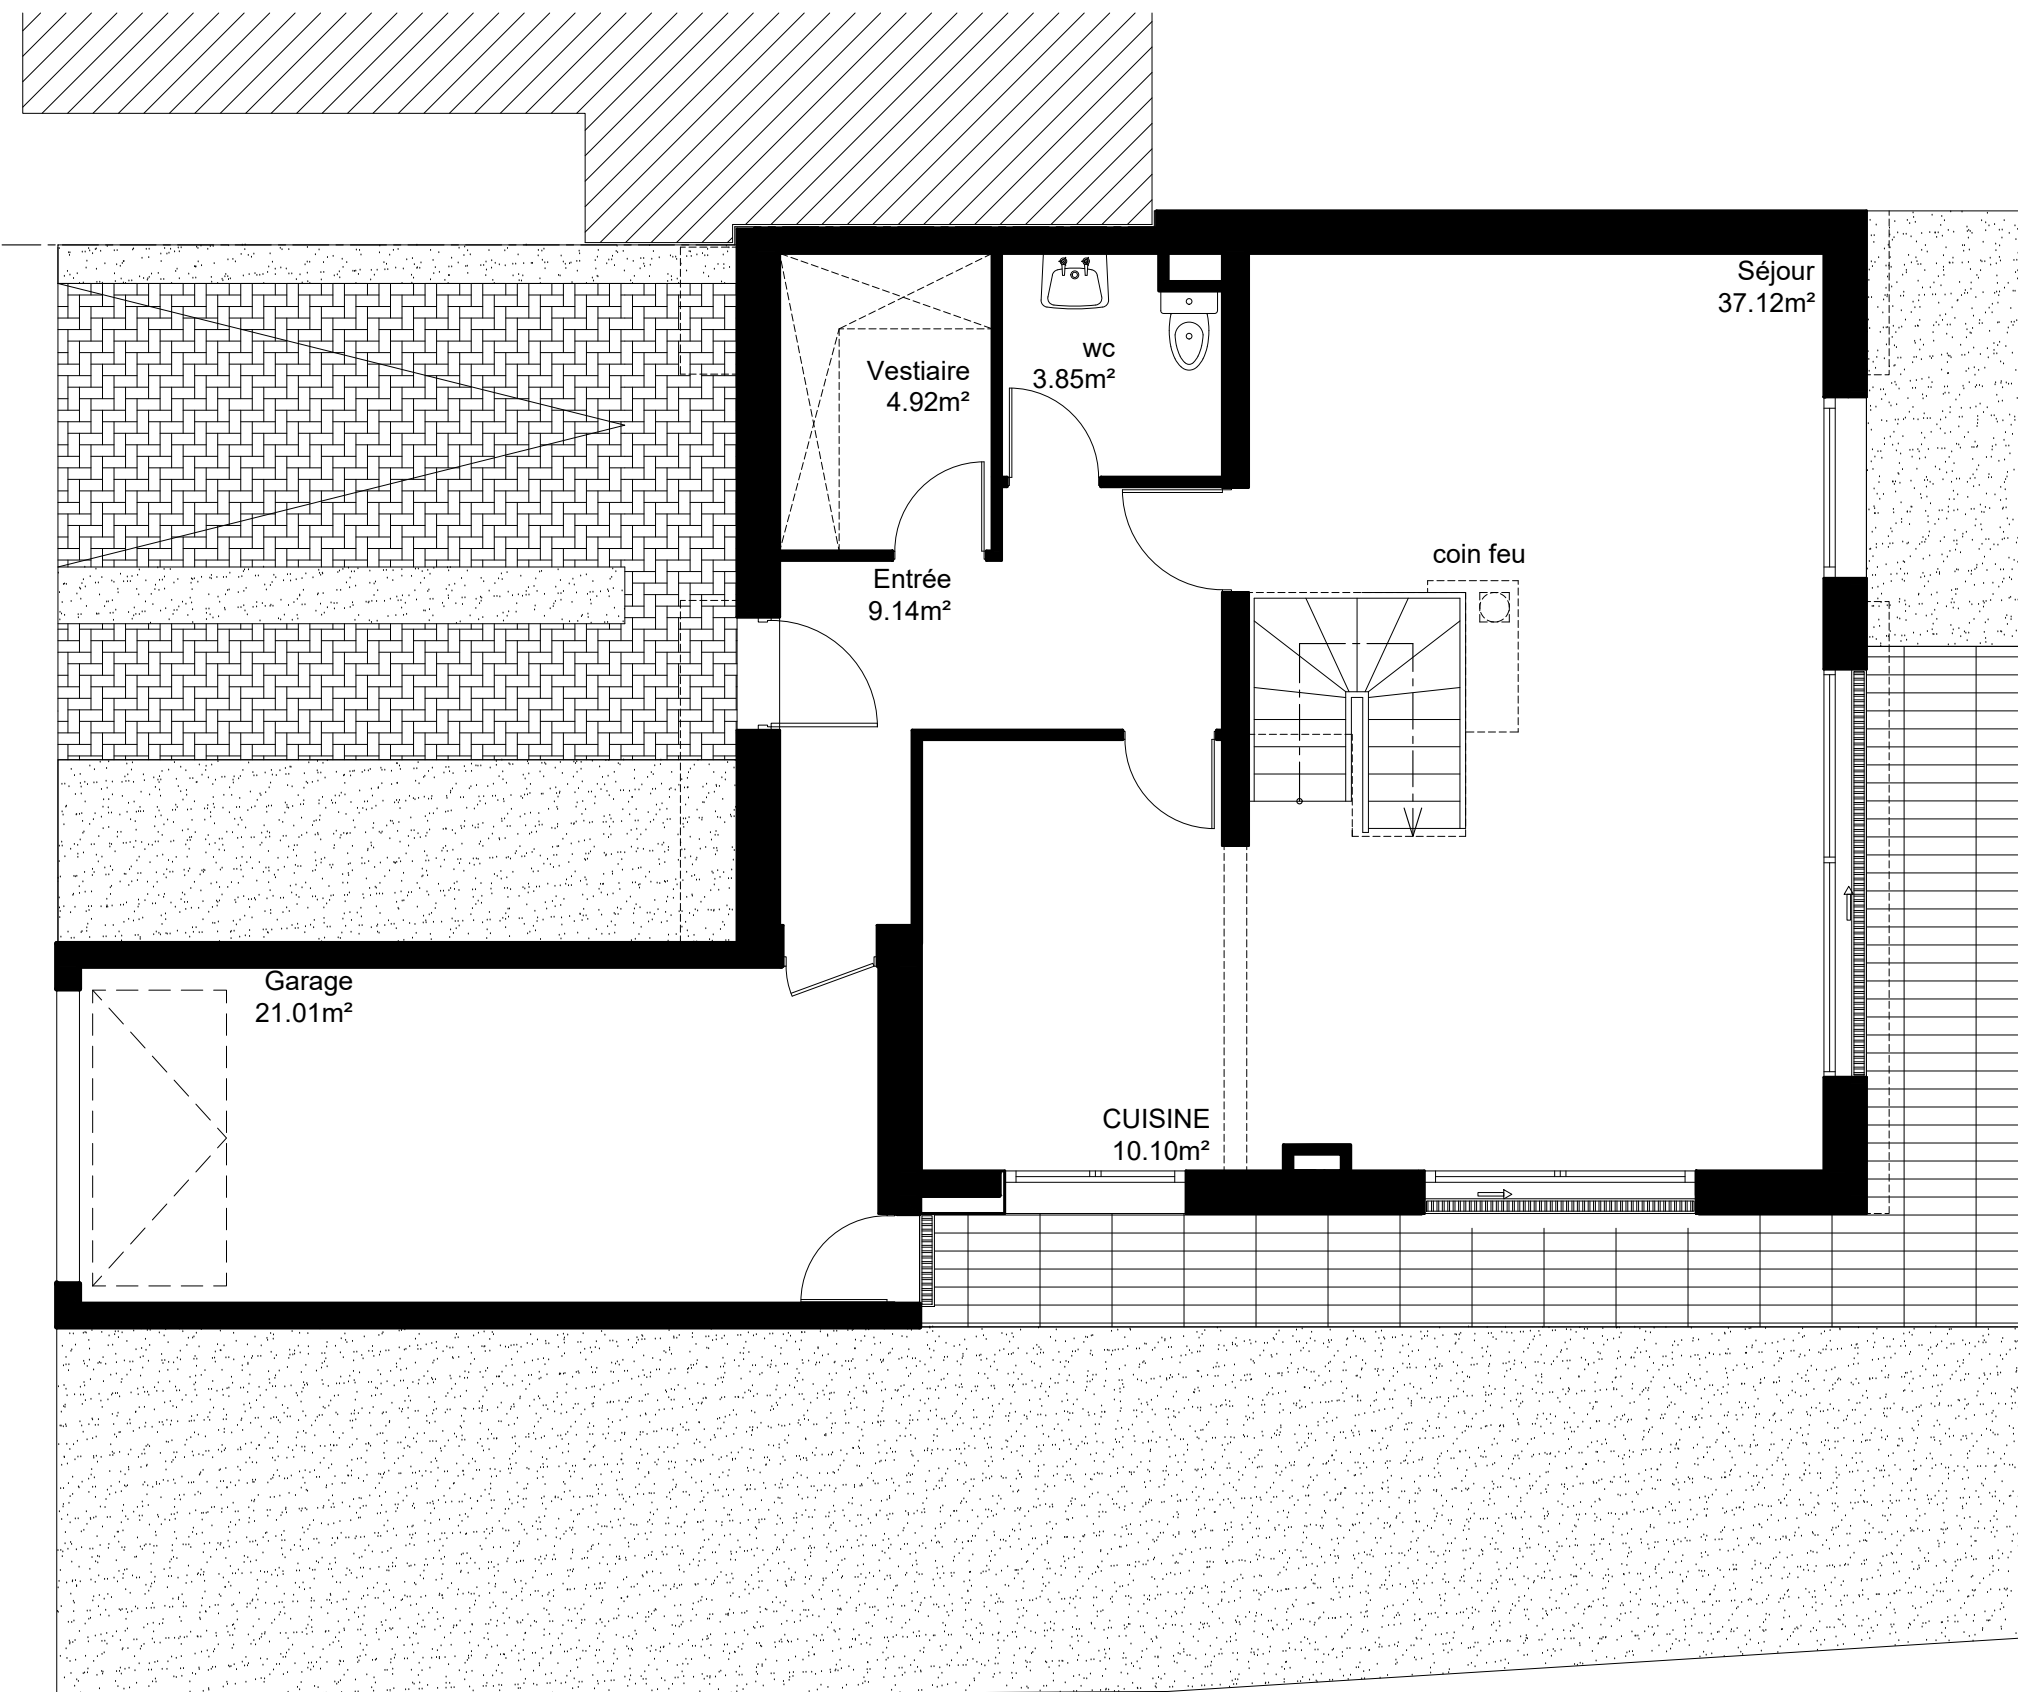 Séjour
37.12m²
wc
3.85m²
Vestiaire
4.92m²
coin feu
Entrée
9.14m²
Garage
21.01m²
CUISINE
10.10m²